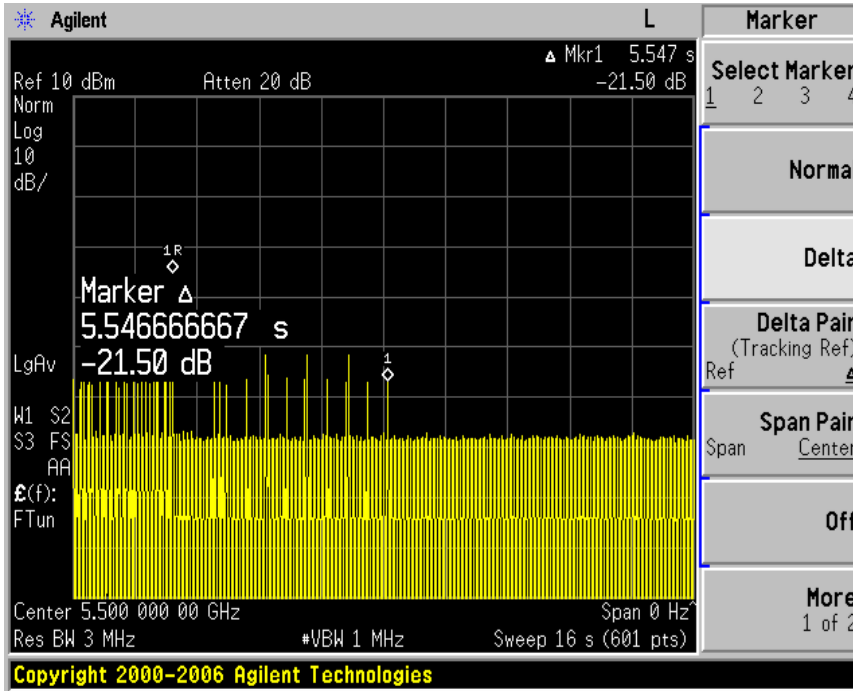 Agilent L Marker
Δ Mkr1 5.547 s
Ref 10 dBm Atten 20 dB -21.50 dB
Norm
Log
10
dB/
1R
Marker Δ
5.546666667 s
-21.50 dB
LgAv
1
W1 S2
S3 FS
AA
£(f):
FTun
Center 5.500 000 00 GHz Span 0 Hz^
Res BW 3 MHz #VBW 1 MHz Sweep 16 s (601 pts)
Copyright 2000-2006 Agilent Technologies
Select Marker
1 2 3 4
Norma
Delta
Delta Pair
(Tracking Ref)
Ref Δ
Span Pair
Span Center
Off
More
1 of 2